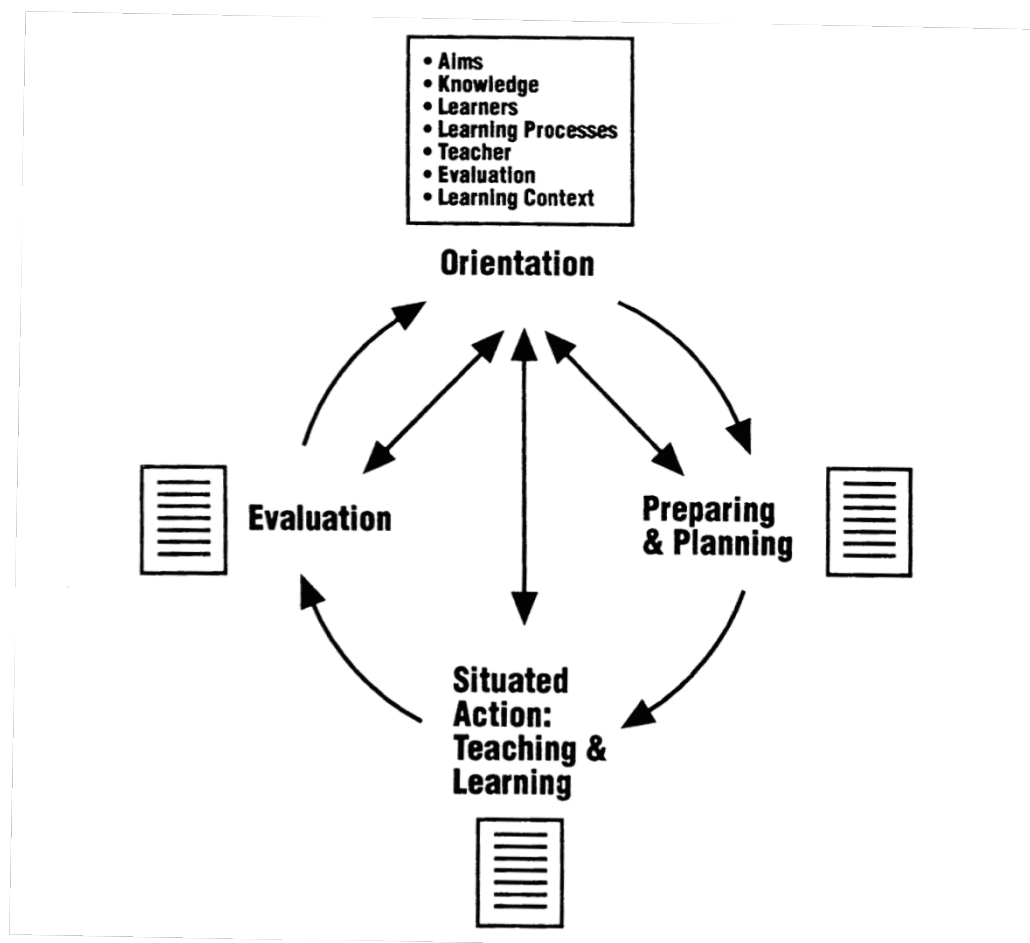 • Aims
• Knowledge
• Learners
• Learning Processes
• Teacher
• Evaluation
• Learning Context
Orientation
Evaluation
Preparing
& Planning
Situated
Action:
Teaching &
Learning